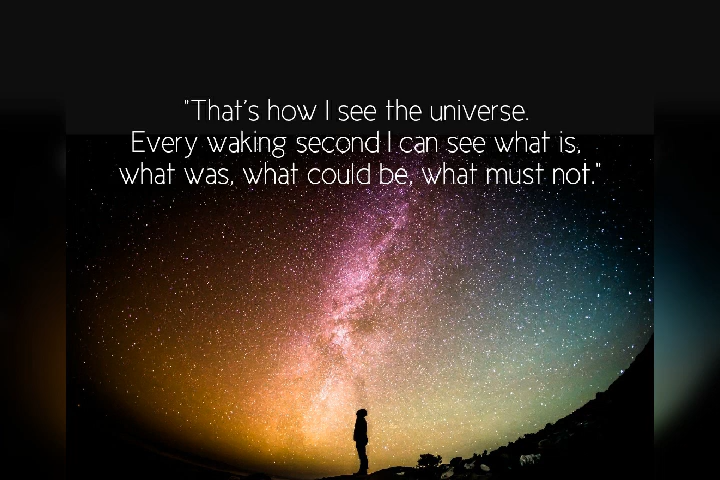 "That's how I see the universe.
Every waking second I can see what is,
what was, what could be, what must not."